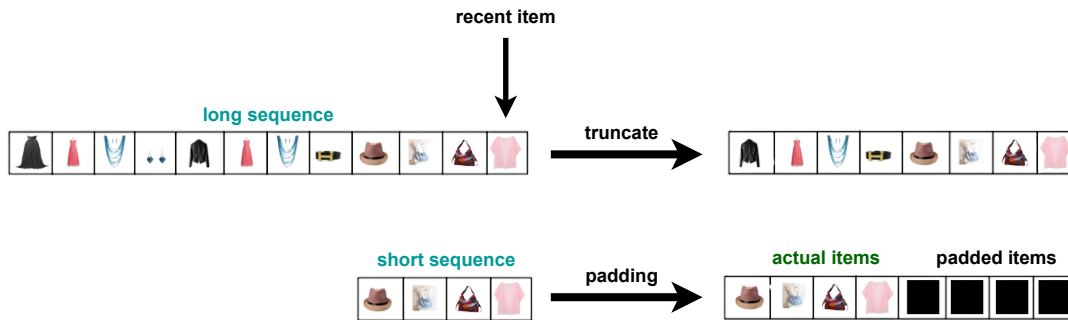 recent item
long sequence
truncate
short sequence
padding
actual items
padded items